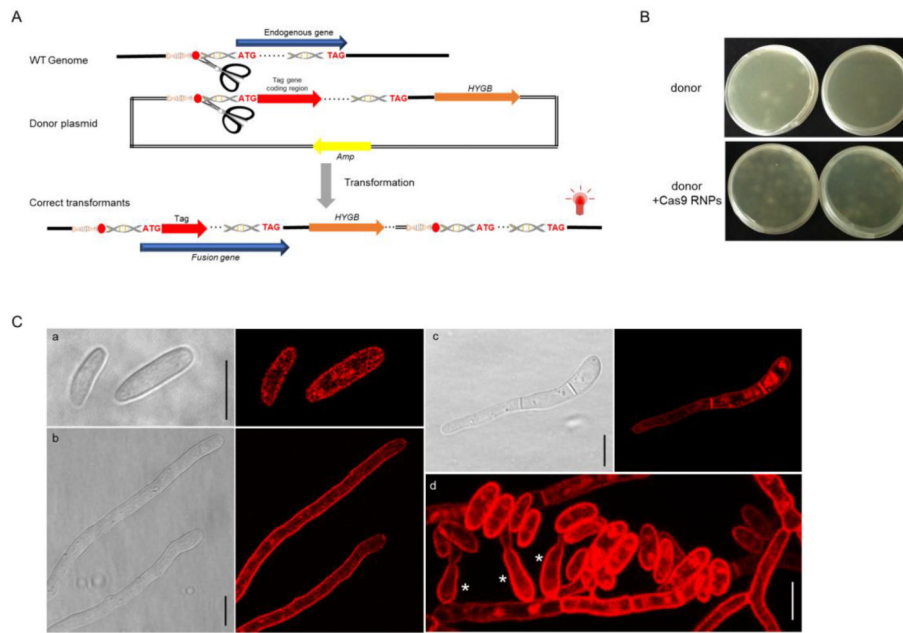 A
Endogenous gene
ATG
TAG
WT Genome
Tag gene
coding region
HYGB
ATG
TAG
Donor plasmid
Amp
Transformation
Correct transformants
Tag
HYGB
ATG
TAG
ATG
TAG
Fusion gene
B
donor
donor
+Cas9 RNPs
C
a
b
c
d
*
*
*